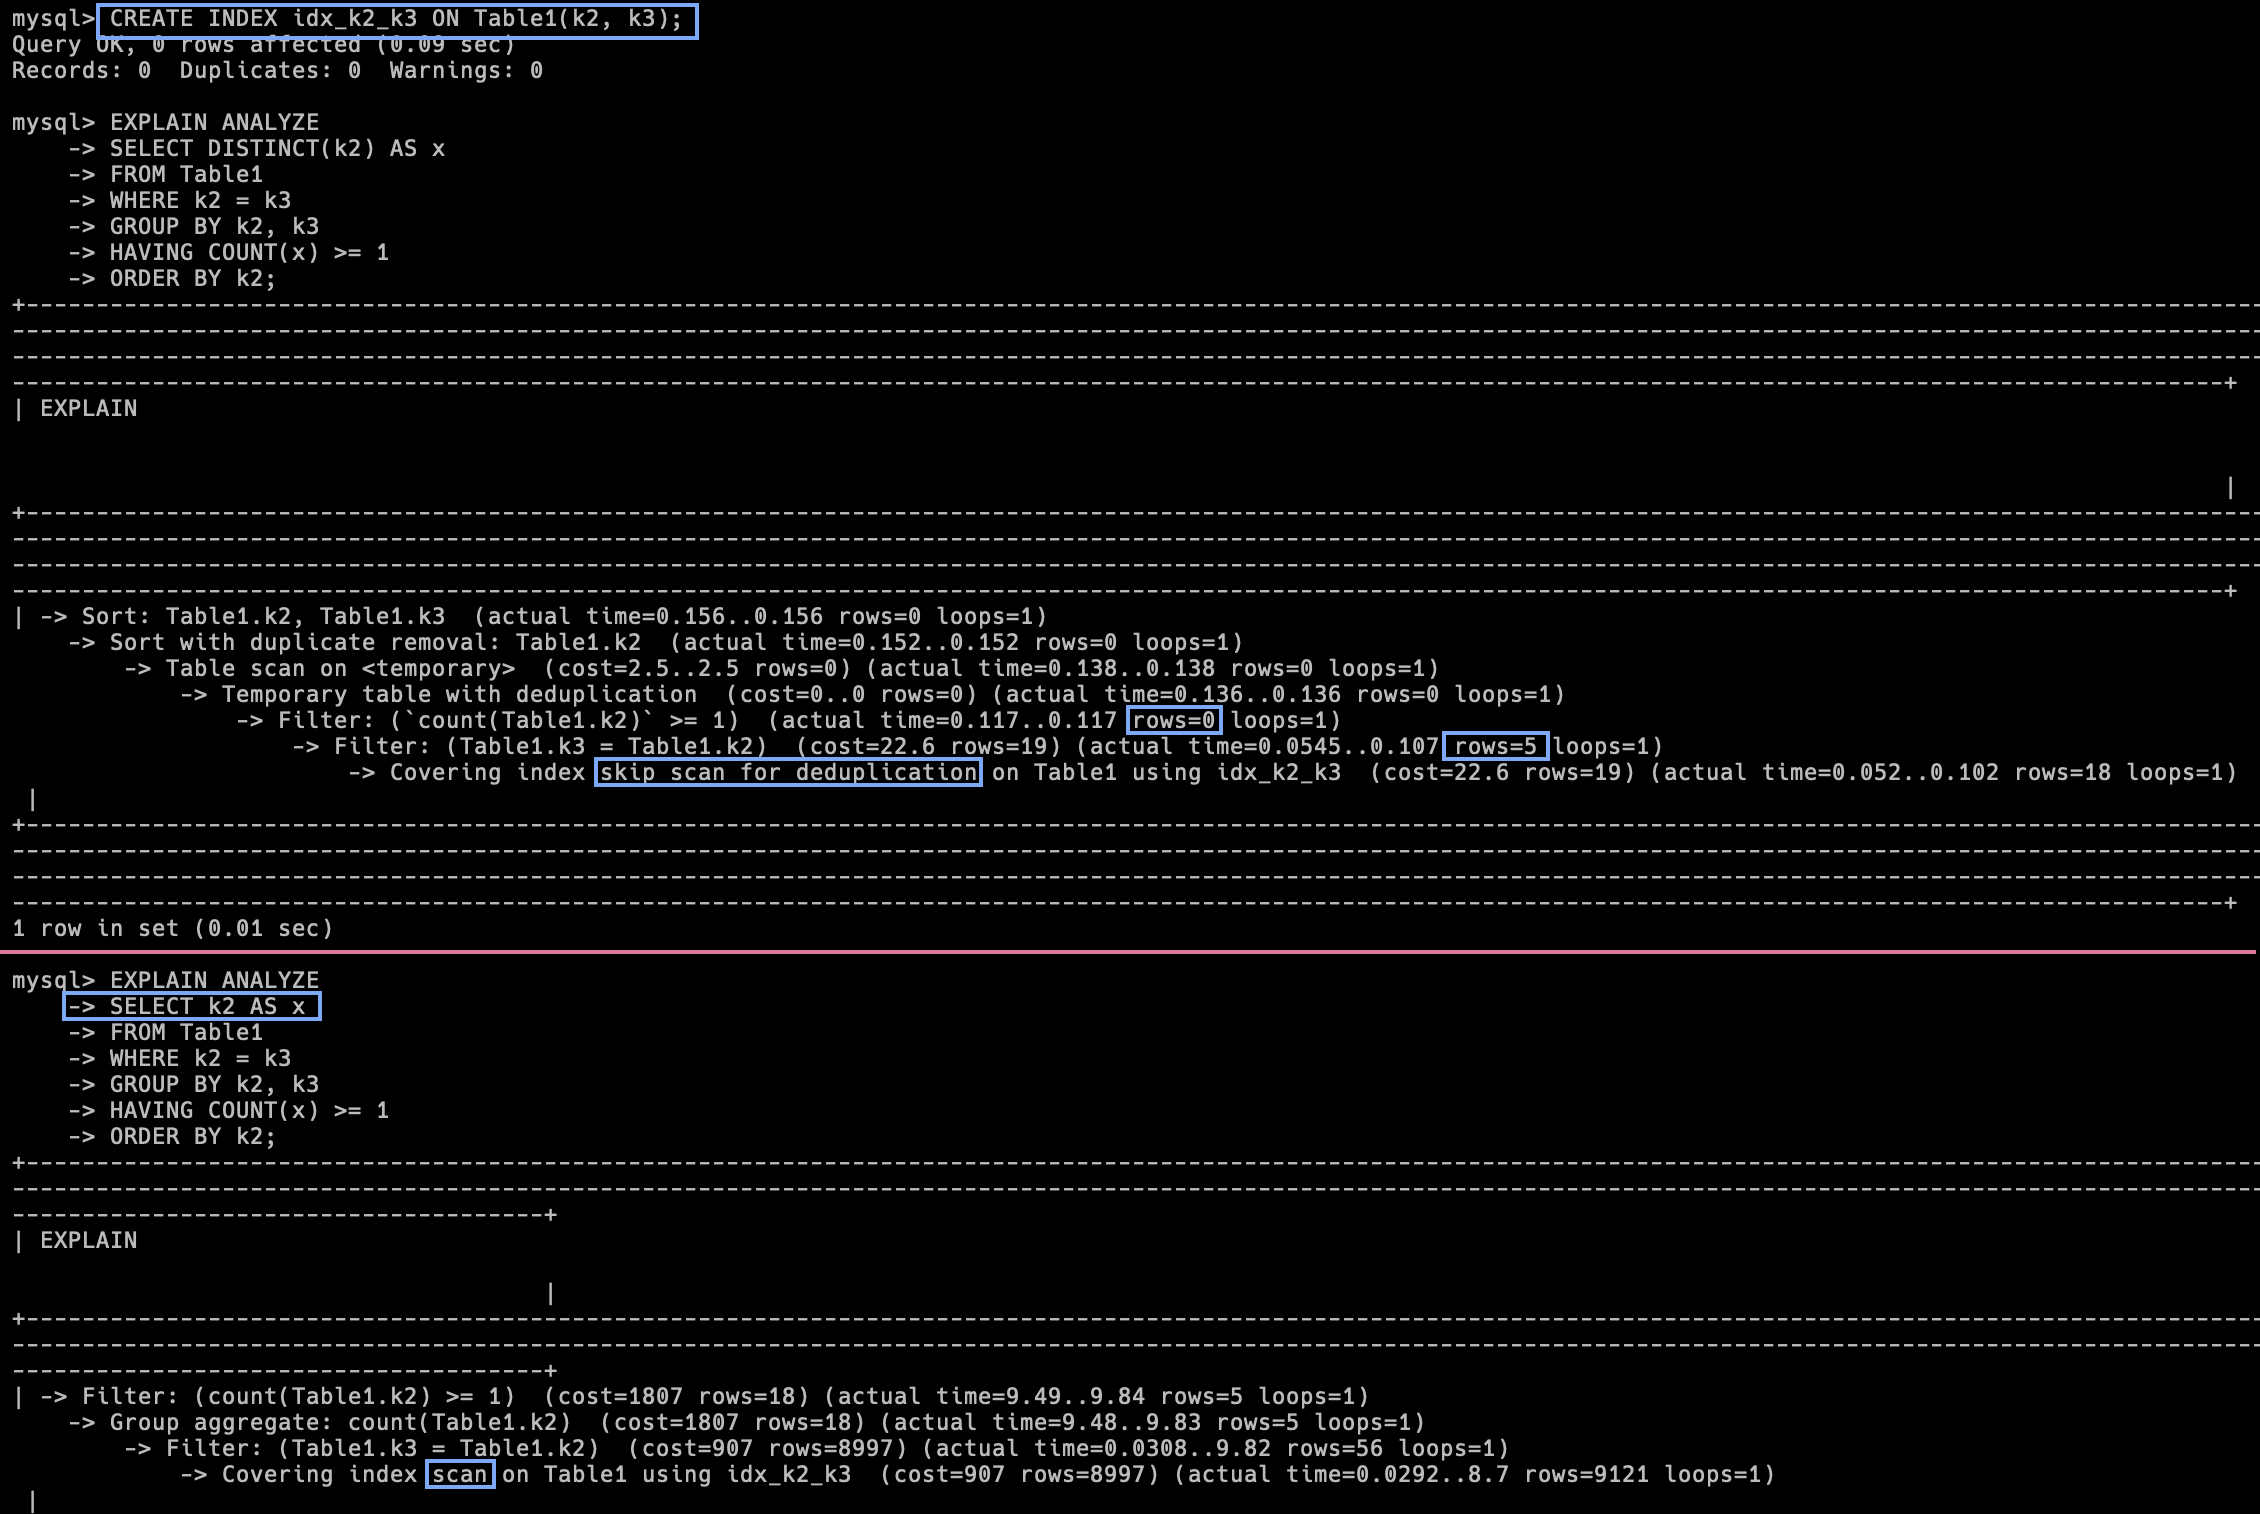 mysql> CREATE INDEX idx_k2_k3 ON Table1(k2, k3);
Query OK, 0 rows affected (0.09 sec)
Records: 0  Duplicates: 0  Warnings: 0

mysql> EXPLAIN ANALYZE
    -> SELECT DISTINCT(k2) AS x
    -> FROM Table1
    -> WHERE k2 = k3
    -> GROUP BY k2, k3
    -> HAVING COUNT(x) >= 1
    -> ORDER BY k2;
| EXPLAIN
|
| -> Sort: Table1.k2, Table1.k3  (actual time=0.156..0.156 rows=0 loops=1)
    -> Sort with duplicate removal: Table1.k2  (actual time=0.152..0.152 rows=0 loops=1)
        -> Table scan on <temporary>  (cost=2.5..2.5 rows=0) (actual time=0.138..0.138 rows=0 loops=1)
            -> Temporary table with deduplication  (cost=0..0 rows=0) (actual time=0.136..0.136 rows=0 loops=1)
                -> Filter: (`count(Table1.k2)` >= 1)  (actual time=0.117..0.117 rows=0 loops=1)
                    -> Filter: (Table1.k3 = Table1.k2)  (cost=22.6 rows=19) (actual time=0.0545..0.107 rows=5 loops=1)
                        -> Covering index skip scan for deduplication on Table1 using idx_k2_k3  (cost=22.6 rows=19) (actual time=0.052..0.102 rows=18 loops=1)
 |
1 row in set (0.01 sec)
mysql> EXPLAIN ANALYZE
    -> SELECT k2 AS x
    -> FROM Table1
    -> WHERE k2 = k3
    -> GROUP BY k2, k3
    -> HAVING COUNT(x) >= 1
    -> ORDER BY k2;
| EXPLAIN
|
| -> Filter: (count(Table1.k2) >= 1)  (cost=1807 rows=18) (actual time=9.49..9.84 rows=5 loops=1)
    -> Group aggregate: count(Table1.k2)  (cost=1807 rows=18) (actual time=9.48..9.83 rows=5 loops=1)
        -> Filter: (Table1.k3 = Table1.k2)  (cost=907 rows=8997) (actual time=0.0308..9.82 rows=56 loops=1)
            -> Covering index scan on Table1 using idx_k2_k3  (cost=907 rows=8997) (actual time=0.0292..8.7 rows=9121 loops=1)
 |